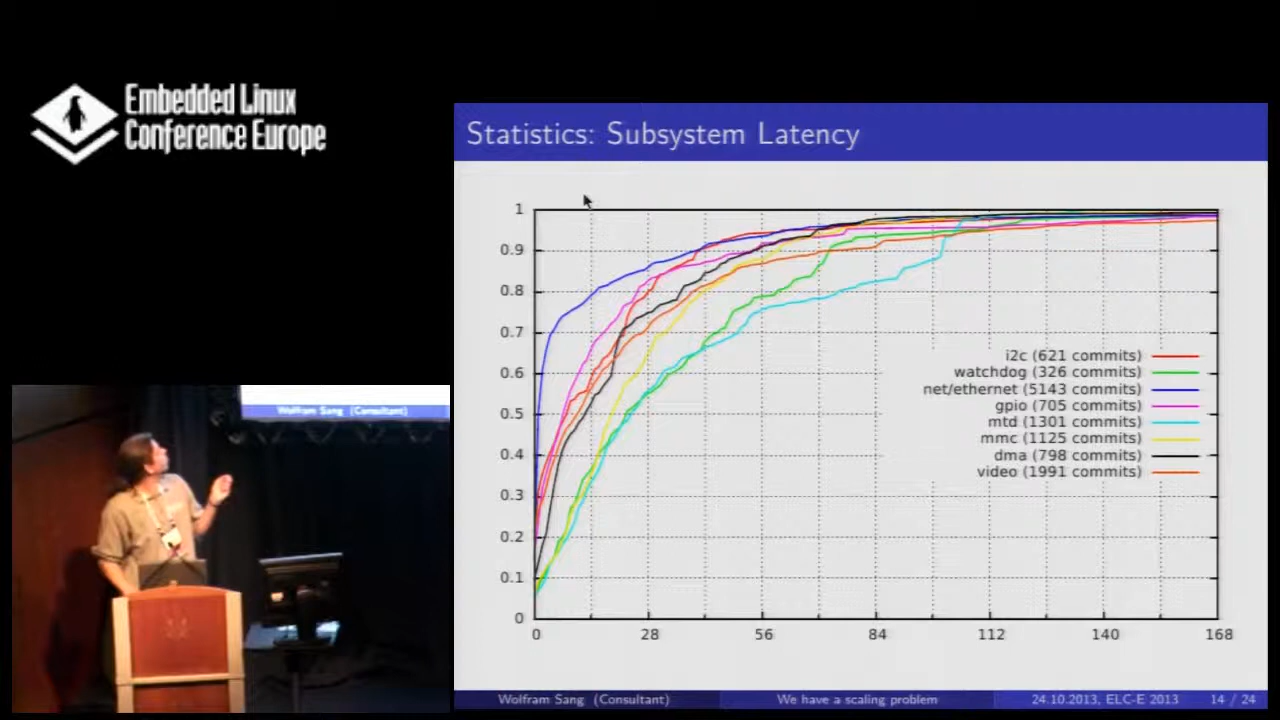 Embedded Linux
Conference Europe
Statistics: Subsystem Latency
1
0.9
0.8
0.7
0.6
0.5
0.4
0.3
0.2
0.1
0
0 28 56 84 112 140 168
i2c (621 commits)
watchdog (326 commits)
net/ethernet (5143 commits)
gpio (705 commits)
mtd (1301 commits)
mmc (1125 commits)
dma (798 commits)
video (1991 commits)
Wolfram Sang (Consultant)
Wolfram Sang (Consultant) We have a scaling problem 24.10.2013, ELC-E 2013 14 / 24